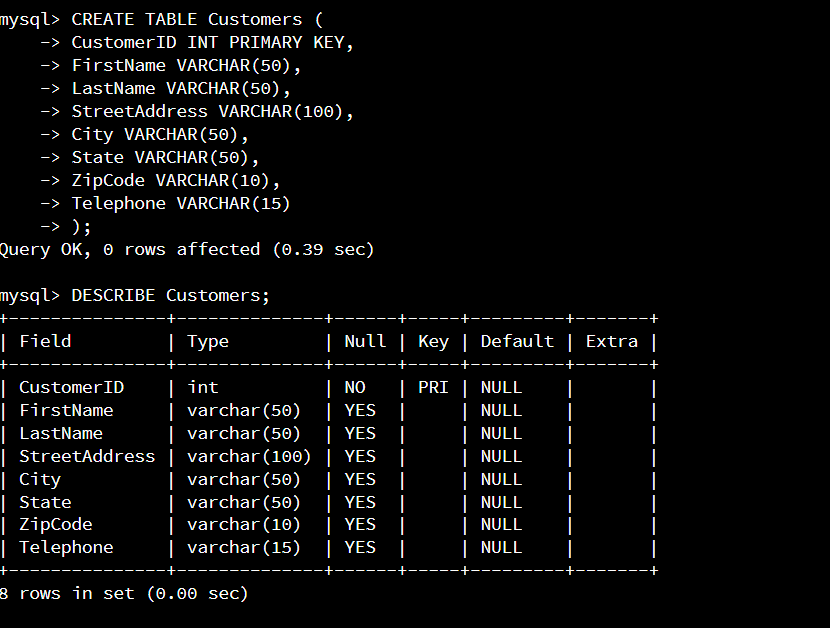 mysql> CREATE TABLE Customers (
    -> CustomerID INT PRIMARY KEY,
    -> FirstName VARCHAR(50),
    -> LastName VARCHAR(50),
    -> StreetAddress VARCHAR(100),
    -> City VARCHAR(50),
    -> State VARCHAR(50),
    -> ZipCode VARCHAR(10),
    -> Telephone VARCHAR(15)
    -> );
Query OK, 0 rows affected (0.39 sec)

mysql> DESCRIBE Customers;
+---------------+--------------+------+-----+---------+-------+
| Field         | Type         | Null | Key | Default | Extra |
+---------------+--------------+------+-----+---------+-------+
| CustomerID    | int          | NO   | PRI | NULL    |       |
| FirstName     | varchar(50)  | YES  |     | NULL    |       |
| LastName      | varchar(50)  | YES  |     | NULL    |       |
| StreetAddress | varchar(100) | YES  |     | NULL    |       |
| City          | varchar(50)  | YES  |     | NULL    |       |
| State         | varchar(50)  | YES  |     | NULL    |       |
| ZipCode       | varchar(10)  | YES  |     | NULL    |       |
| Telephone     | varchar(15)  | YES  |     | NULL    |       |
+---------------+--------------+------+-----+---------+-------+
8 rows in set (0.00 sec)